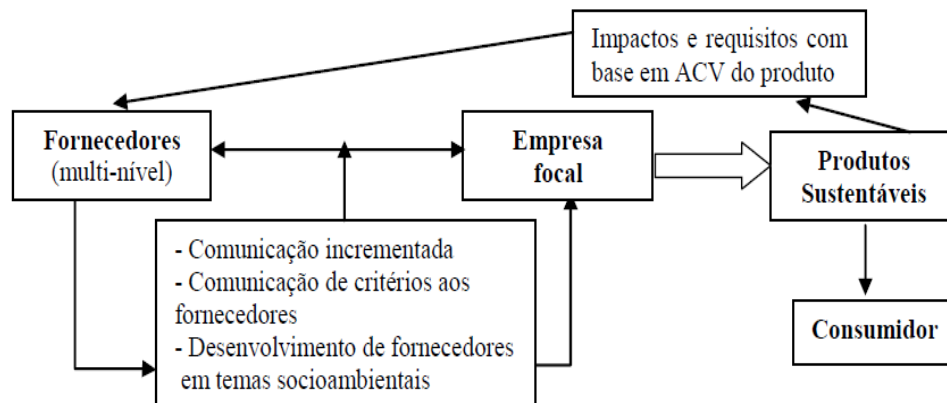 Impactos e requisitos com
base em ACV do produto
Fornecedores
(multi-nível)
Empresa
focal
Produtos
Sustentáveis
- Comunicação incrementada
- Comunicação de critérios aos
fornecedores
- Desenvolvimento de fornecedores
em temas socioambientais
Consumidor